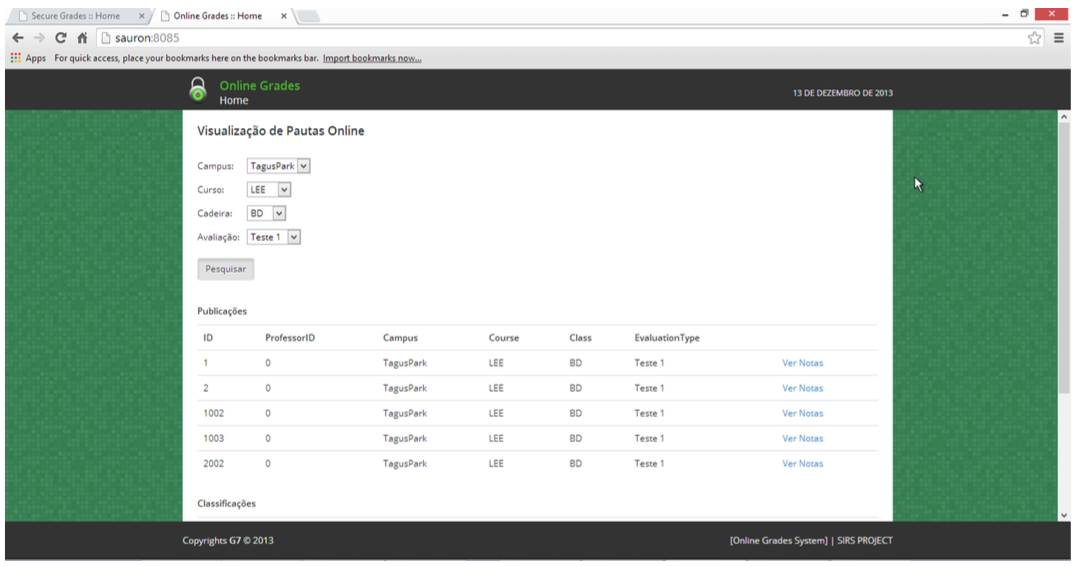 Secure Grades :: Home
Online Grades :: Home
sauron:8085
Apps For quick access, place your bookmarks here on the bookmarks bar. Import bookmarks now...
Online Grades
Home
13 DE DEZEMBRO DE 2013
Visualização de Pautas Online
Campus: TagusPark
Curso: LEE
Cadeira: BD
Avaliação: Teste 1
Pesquisar
Publicações
ID ProfessorID Campus Course Class EvaluationType
1 0 TagusPark LEE BD Teste 1 Ver Notas
2 0 TagusPark LEE BD Teste 1 Ver Notas
1002 0 TagusPark LEE BD Teste 1 Ver Notas
1003 0 TagusPark LEE BD Teste 1 Ver Notas
2002 0 TagusPark LEE BD Teste 1 Ver Notas
Classificações
Copyrights G7 © 2013 [Online Grades System] | SIRS PROJECT